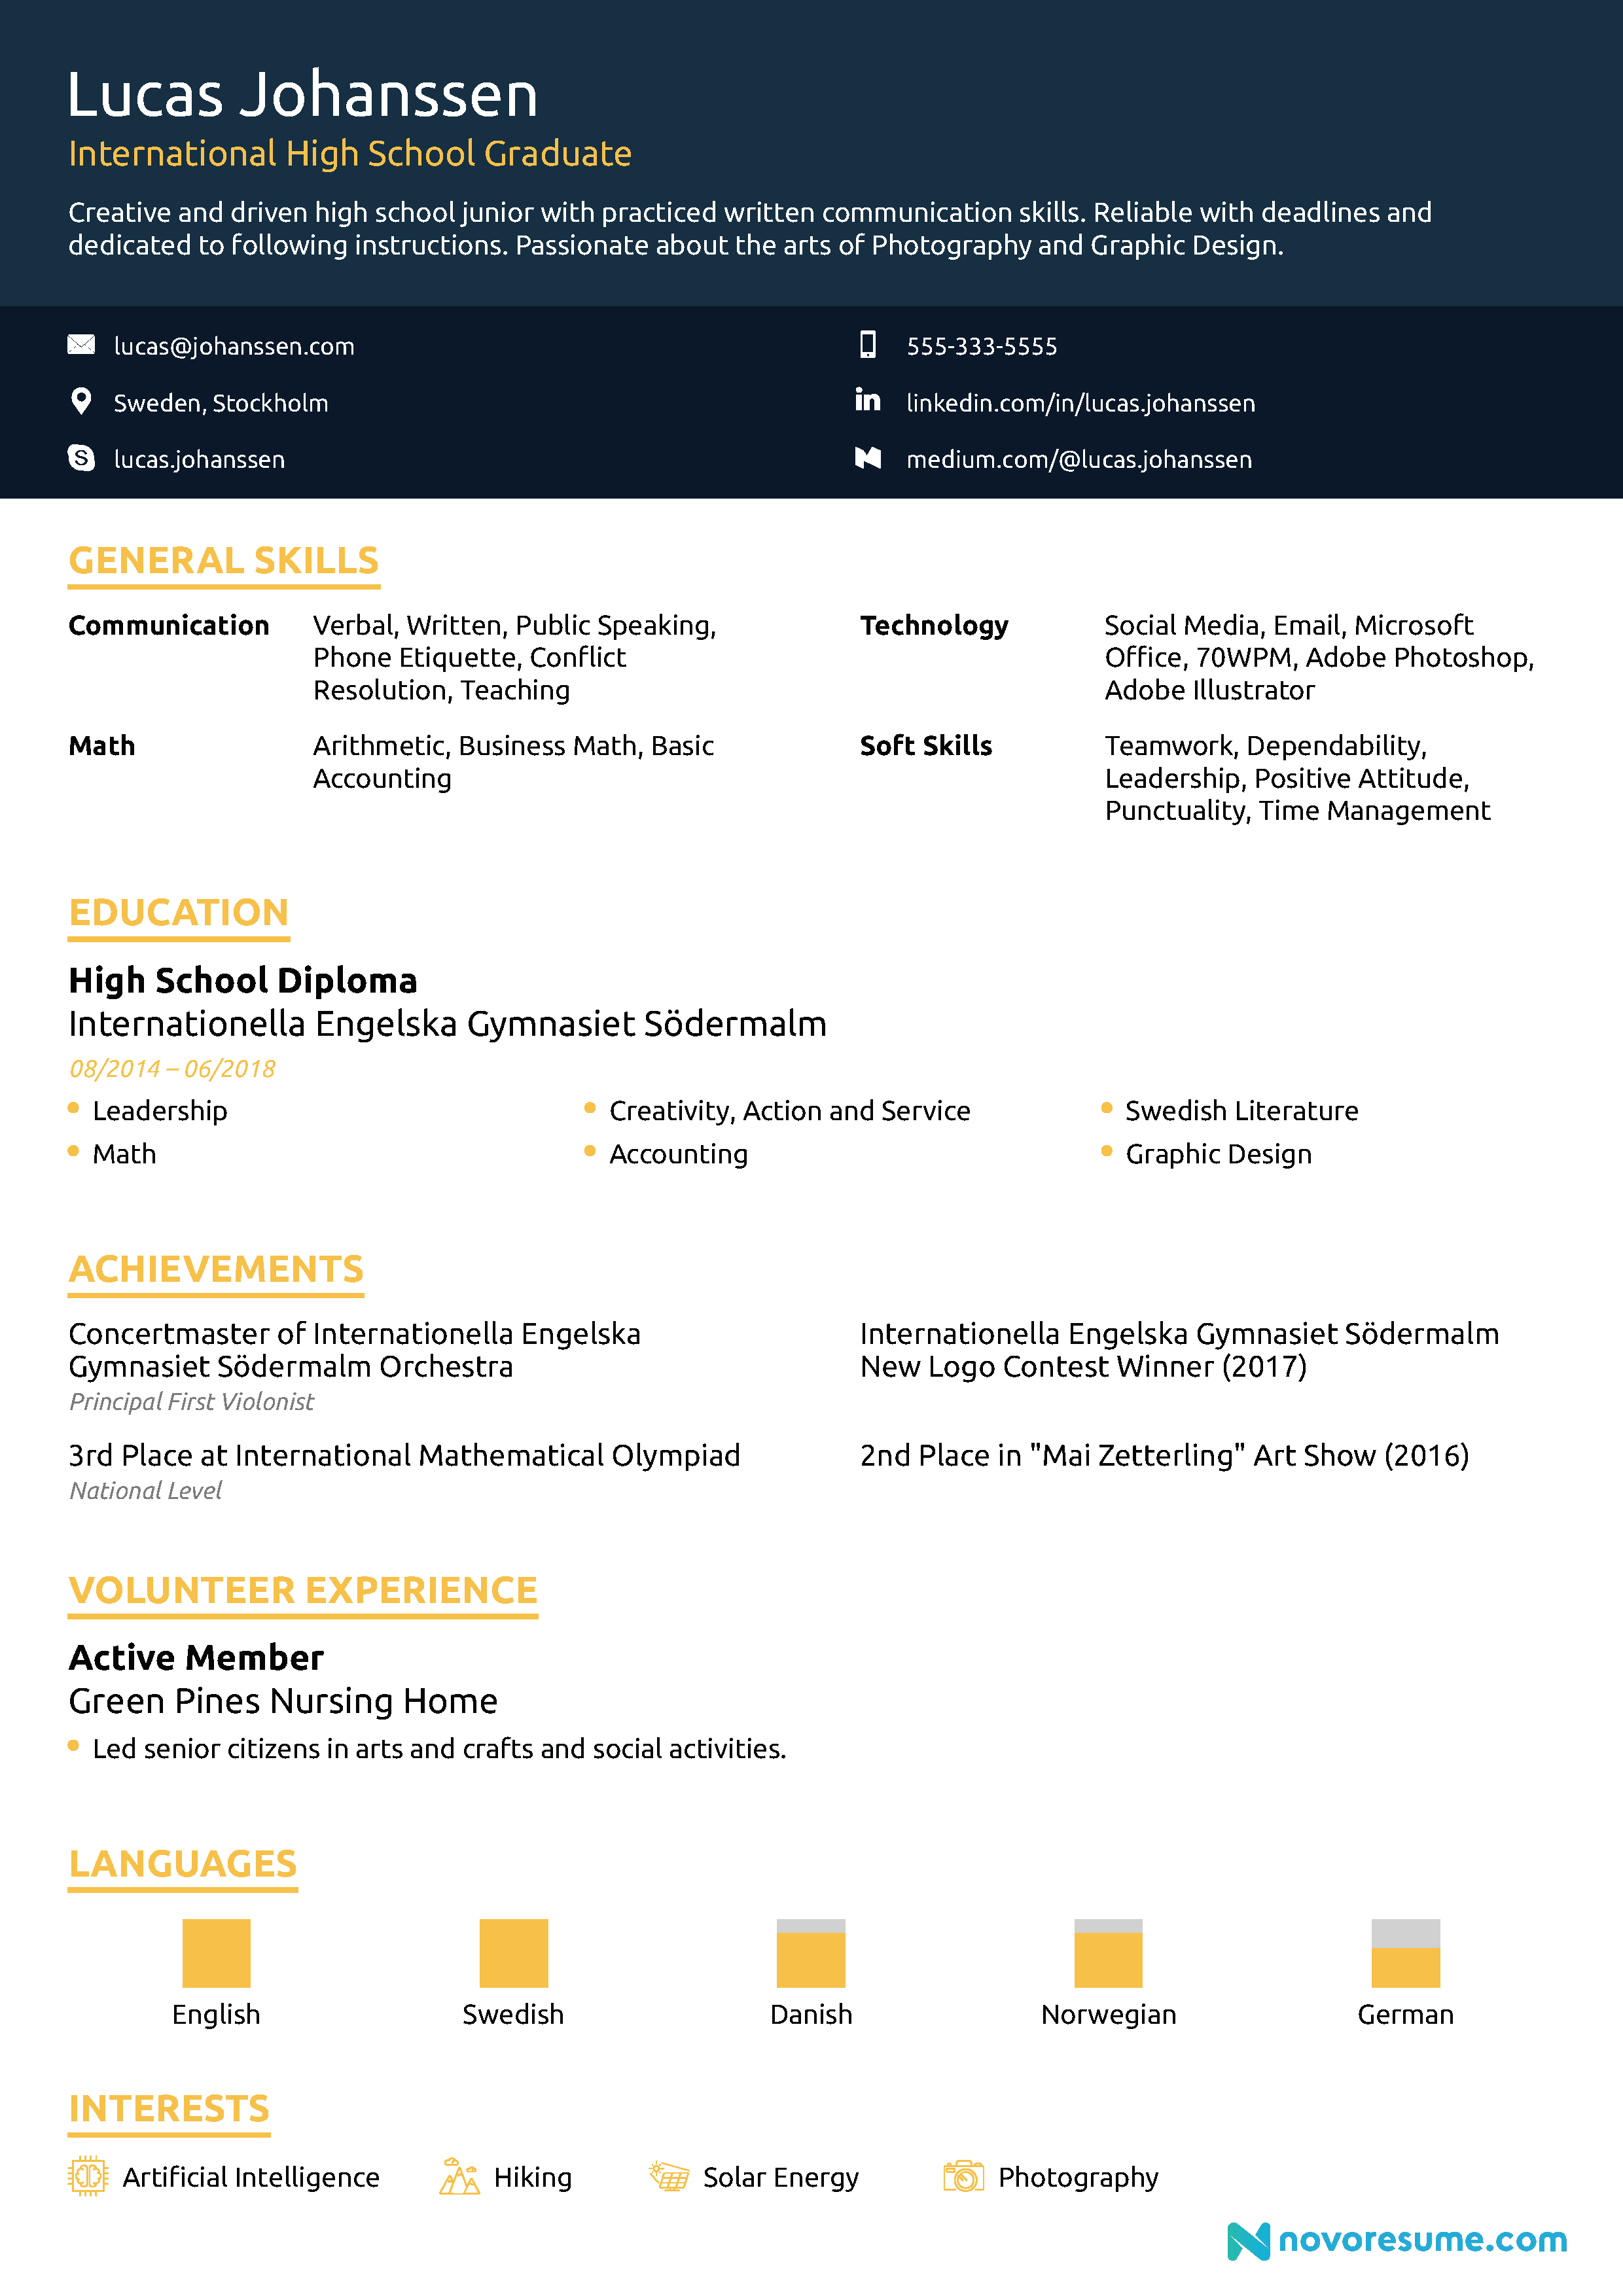 Lucas Johanssen
International High School Graduate
Creative and driven high school junior with practiced written communication skills. Reliable with deadlines and
dedicated to following instructions. Passionate about the arts of Photography and Graphic Design.
lucas@johanssen.com
555-333-5555
Sweden, Stockholm
linkedin.com/in/lucas.johanssen
lucas.johanssen
medium.com/@lucas.johanssen
GENERAL SKILLS
Communication
Verbal, Written, Public Speaking,
Phone Etiquette, Conflict
Resolution, Teaching
Technology
Social Media, Email, Microsoft
Office, 70WPM, Adobe Photoshop,
Adobe Illustrator
Math
Arithmetic, Business Math, Basic
Accounting
Soft Skills
Teamwork, Dependability,
Leadership, Positive Attitude,
Punctuality, Time Management
EDUCATION
High School Diploma
Internationella Engelska Gymnasiet Södermalm
08/2014 – 06/2018
Leadership
Creativity, Action and Service
Swedish Literature
Math
Accounting
Graphic Design
ACHIEVEMENTS
Concertmaster of Internationella Engelska
Gymnasiet Södermalm Orchestra
Principal First Violonist
Internationella Engelska Gymnasiet Södermalm
New Logo Contest Winner (2017)
3rd Place at International Mathematical Olympiad
National Level
2nd Place in "Mai Zetterling" Art Show (2016)
VOLUNTEER EXPERIENCE
Active Member
Green Pines Nursing Home
Led senior citizens in arts and crafts and social activities.
LANGUAGES
English
Swedish
Danish
Norwegian
German
INTERESTS
Artificial Intelligence
Hiking
Solar Energy
Photography
novoresume.com